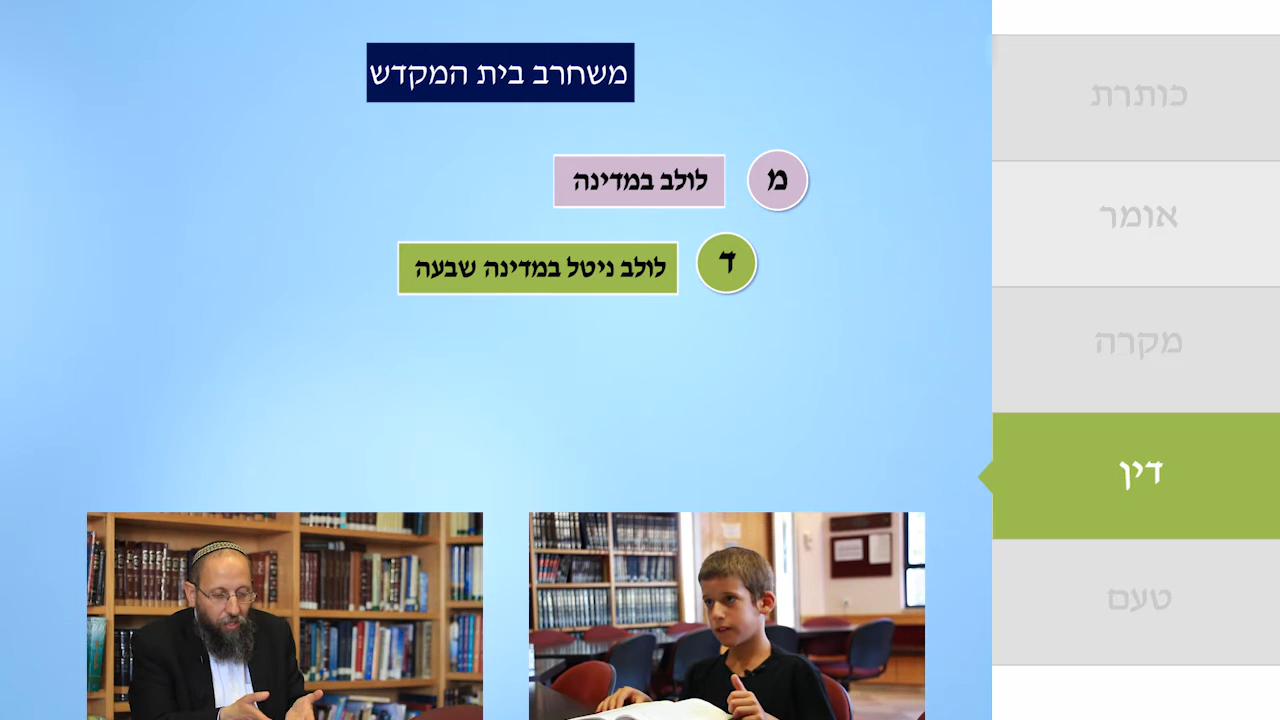 משחרב בית המקדש
מ
לולב במדינה
ד
לולב ניטל במדינה שבעה
כותרת
אומר
מקרה
דין
טעם